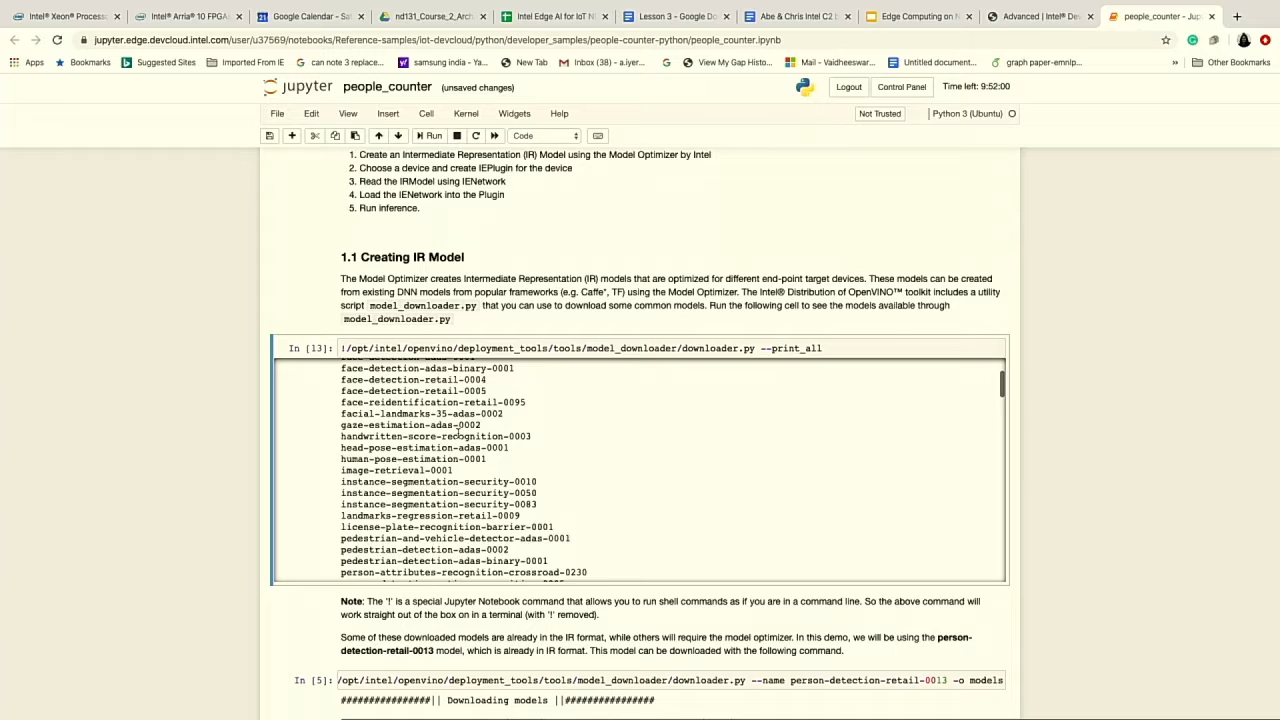 Intel® Xeon® Process
Intel® Arria® 10 FPGA
Google Calendar - Sat
nd131_Course_2_Arch
Intel Edge AI for IoT N
Lesson 3 - Google Do
Abe & Chris Intel C2 L
Edge Computing on N
Advanced | Intel® De
people_counter - Jup
jupyter.edge.devcloud.intel.com/user/u37569/notebooks/Reference-samples/iot-devcloud/python/developer_samples/people-counter-python/people_counter.ipynb
Apps Bookmarks Suggested Sites Imported From IE can note 3 replace... samsung india - Ya... New Tab Inbox (38) - a.iyer... View My Gap Histo... Mail - Vaidheeswar... Untitled document... graph paper-emnlp... » Other Bookmarks
jupyter people_counter (unsaved changes) Logout Control Panel Time left: 9:52:00
File Edit View Insert Cell Kernel Widgets Help Not Trusted Python 3 (Ubuntu)
Run Code
1. Create an Intermediate Representation (IR) Model using the Model Optimizer by Intel
2. Choose a device and create IEPlugin for the device
3. Read the IRModel using IENetwork
4. Load the IENetwork into the Plugin
5. Run inference.
1.1 Creating IR Model
The Model Optimizer creates Intermediate Representation (IR) models that are optimized for different end-point target devices. These models can be created
from existing DNN models from popular frameworks (e.g. Caffe*, TF) using the Model Optimizer. The Intel® Distribution of OpenVINO™ toolkit includes a utility
script model_downloader.py that you can use to download some common models. Run the following cell to see the models available through
model_downloader.py
In [13]: !/opt/intel/openvino/deployment_tools/tools/model_downloader/downloader.py --print_all
face-detection-adas-0001
face-detection-adas-binary-0001
face-detection-retail-0004
face-detection-retail-0005
face-reidentification-retail-0095
facial-landmarks-35-adas-0002
gaze-estimation-adas-0002
handwritten-score-recognition-0003
head-pose-estimation-adas-0001
human-pose-estimation-0001
image-retrieval-0001
instance-segmentation-security-0010
instance-segmentation-security-0050
instance-segmentation-security-0083
landmarks-regression-retail-0009
license-plate-recognition-barrier-0001
pedestrian-and-vehicle-detector-adas-0001
pedestrian-detection-adas-0002
pedestrian-detection-adas-binary-0001
person-attributes-recognition-crossroad-0230
Note: The '!' is a special Jupyter Notebook command that allows you to run shell commands as if you are in a command line. So the above command will
work straight out of the box on in a terminal (with '!' removed).
Some of these downloaded models are already in the IR format, while others will require the model optimizer. In this demo, we will be using the person-
detection-retail-0013 model, which is already in IR format. This model can be downloaded with the following command.
In [5]: /opt/intel/openvino/deployment_tools/tools/model_downloader/downloader.py --name person-detection-retail-0013 -o models
################|| Downloading models ||################